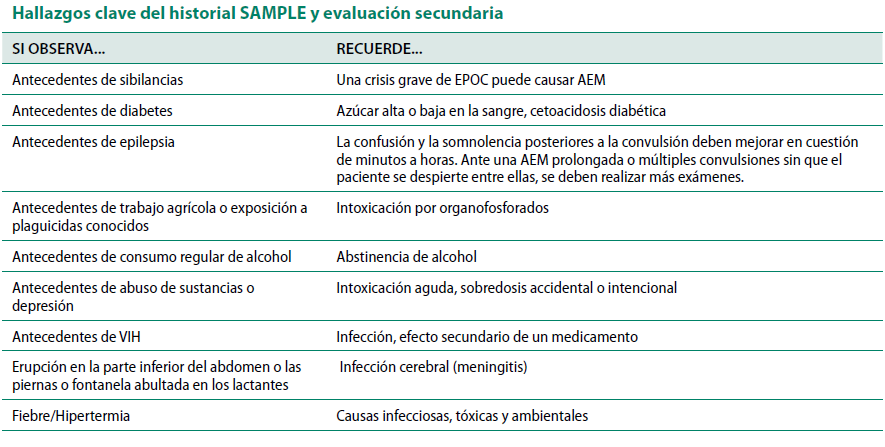 Hallazgos clave del historial SAMPLE y evaluación secundaria
SI OBSERVA... RECUERDE...
Antecedentes de sibilancias Una crisis grave de EPOC puede causar AEM
Antecedentes de diabetes Azúcar alta o baja en la sangre, cetoacidosis diabética
Antecedentes de epilepsia La confusión y la somnolencia posteriores a la convulsión deben mejorar en cuestión
de minutos a horas. Ante una AEM prolongada o múltiples convulsiones sin que el
paciente se despierte entre ellas, se deben realizar más exámenes.
Antecedentes de trabajo agrícola o exposición a Intoxicación por organofosforados
plaguicidas conocidos
Antecedentes de consumo regular de alcohol Abstinencia de alcohol
Antecedentes de abuso de sustancias o Intoxicación aguda, sobredosis accidental o intencional
depresión
Antecedentes de VIH Infección, efecto secundario de un medicamento
Erupción en la parte inferior del abdomen o las Infección cerebral (meningitis)
piernas o fontanela abultada en los lactantes
Fiebre/Hipertermia Causas infecciosas, tóxicas y ambientales